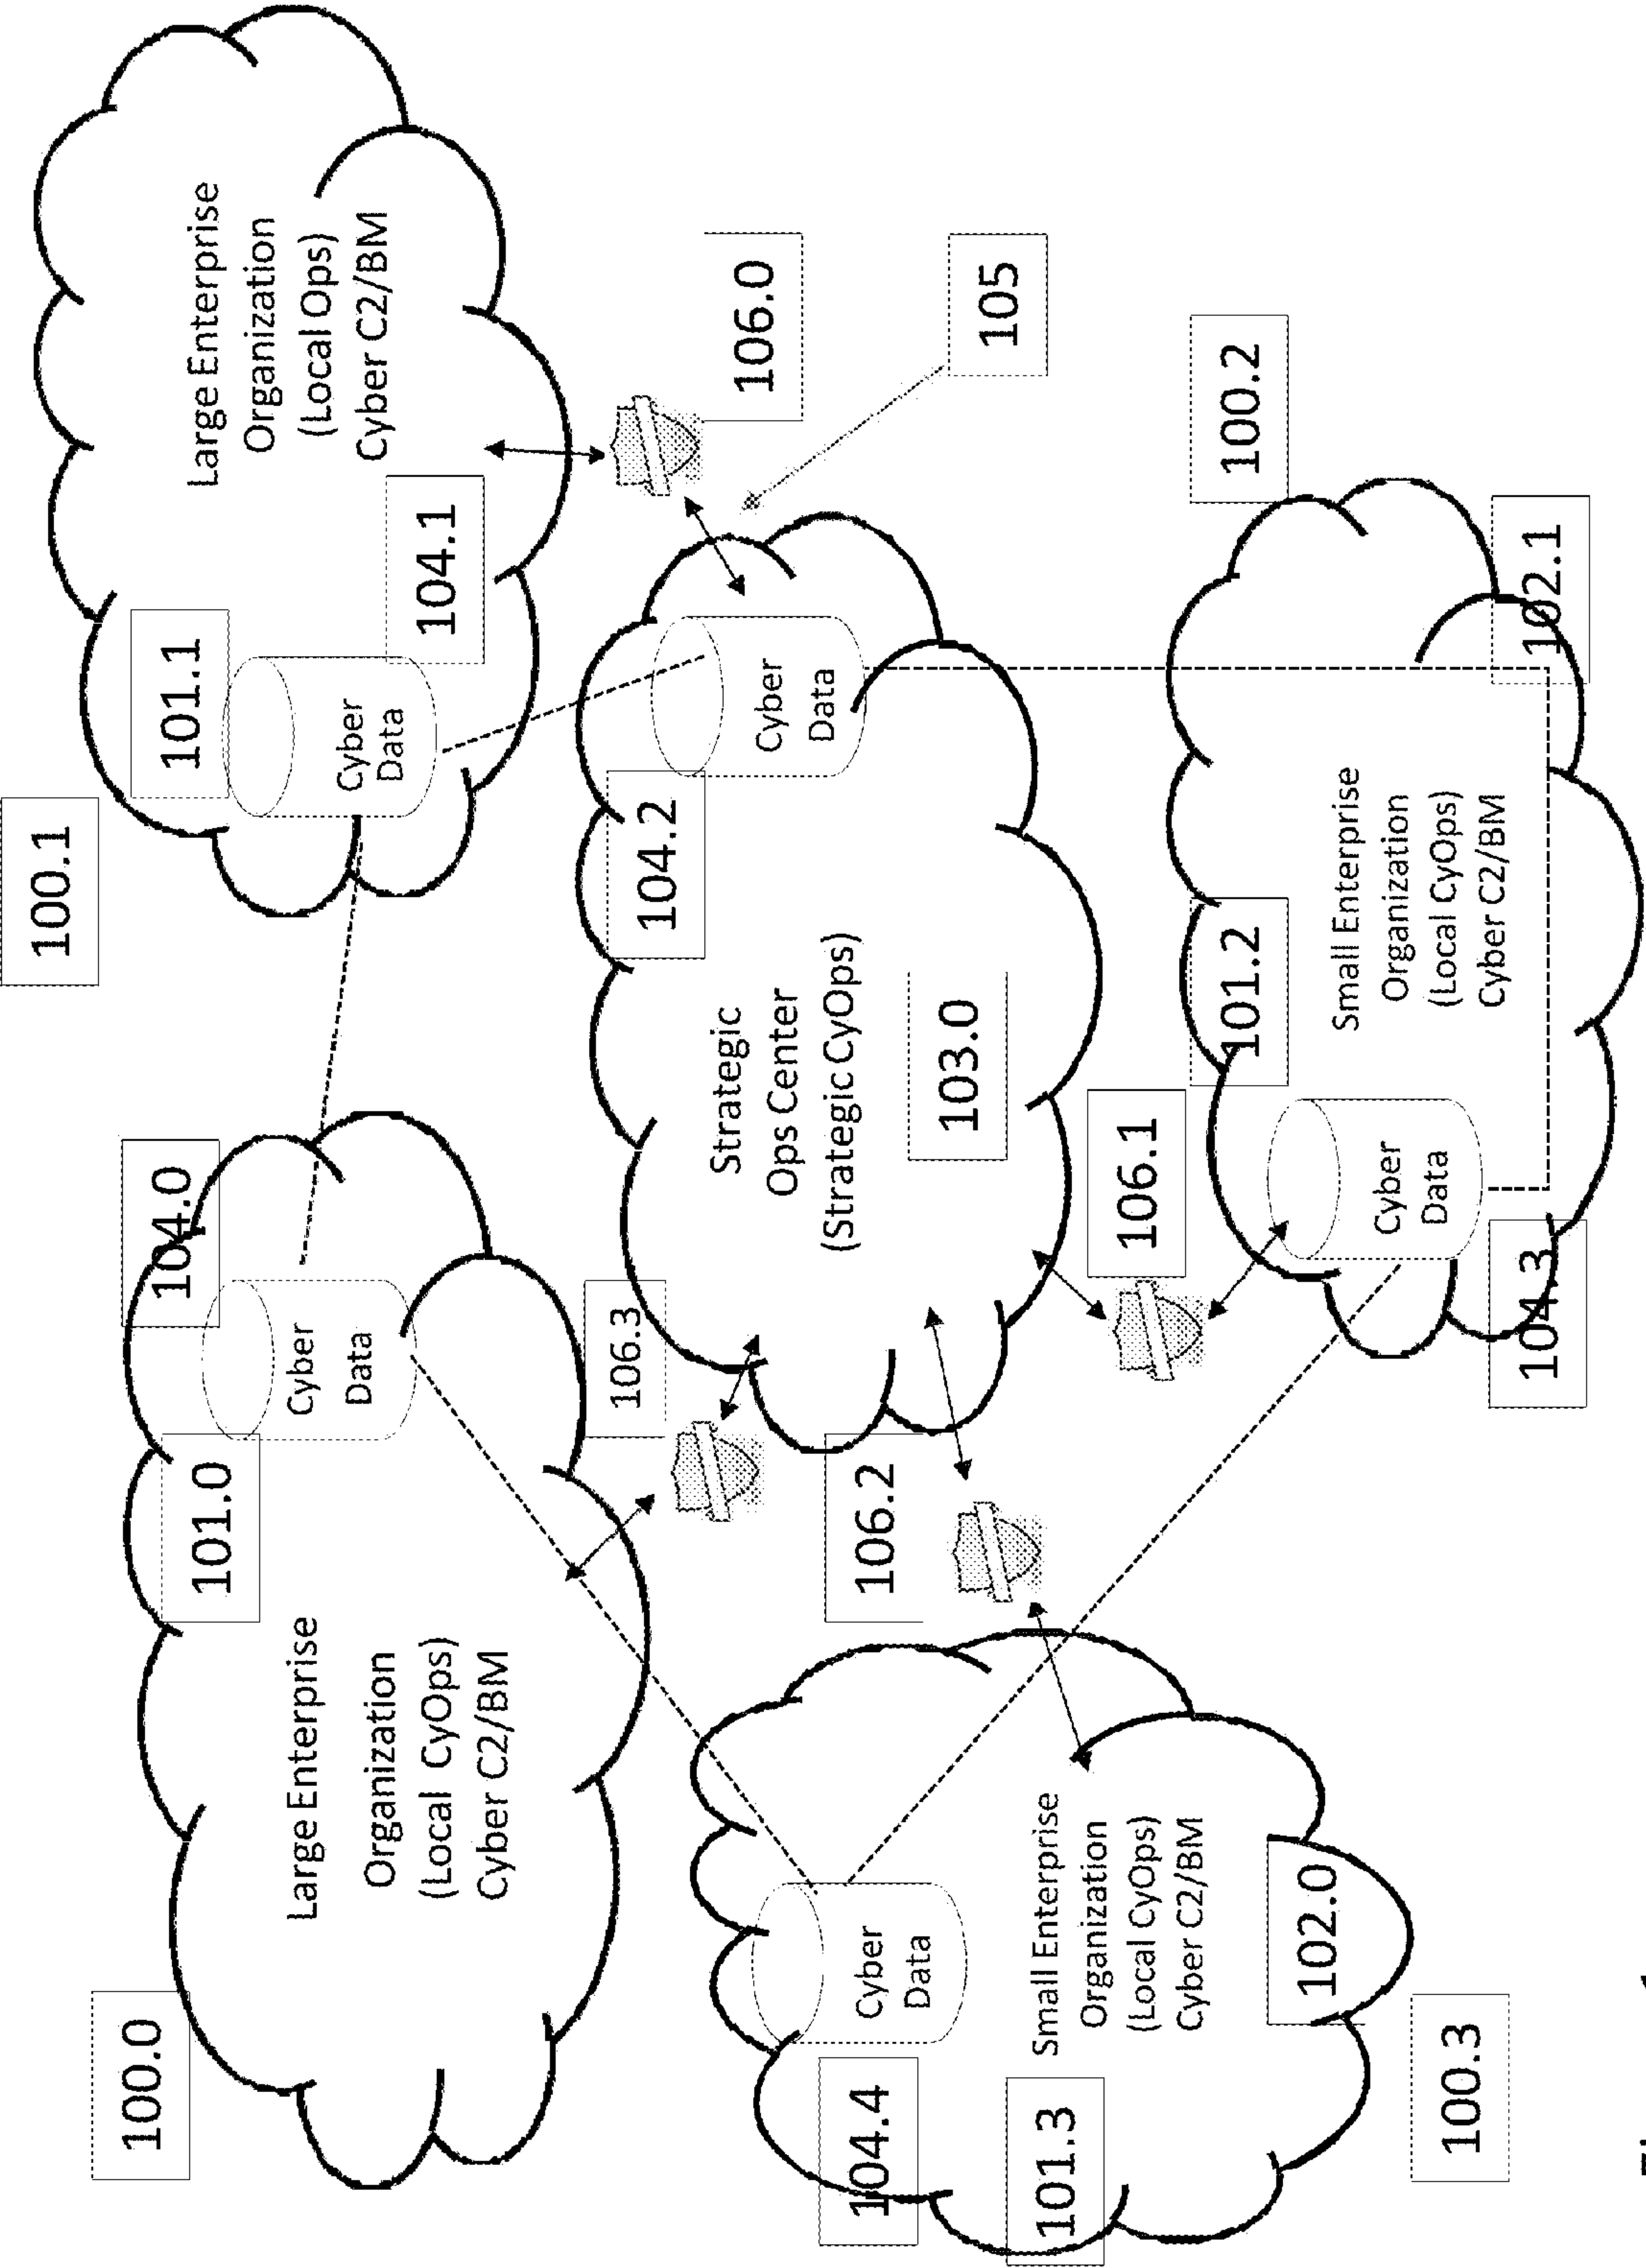 100.0
104.0
100.1
101.0
Cyber
Data
Large Enterprise
Organization
(Local CyOps)
Cyber C2/BM
101.1
Cyber
Data
104.1
Large Enterprise
Organization
(Local Ops)
Cyber C2/BM
106.3
104.2
Strategic
Ops Center
(Strategic CyOps)
103.0
Cyber
Data
106.0
105
104.4
Cyber
Data
106.2
101.3
Small Enterprise
Organization
(Local CyOps)
Cyber C2/BM
102.0
100.3
106.1
101.2
100.2
Cyber
Data
Small Enterprise
Organization
(Local CyOps)
Cyber C2/BM
104.3
102.1